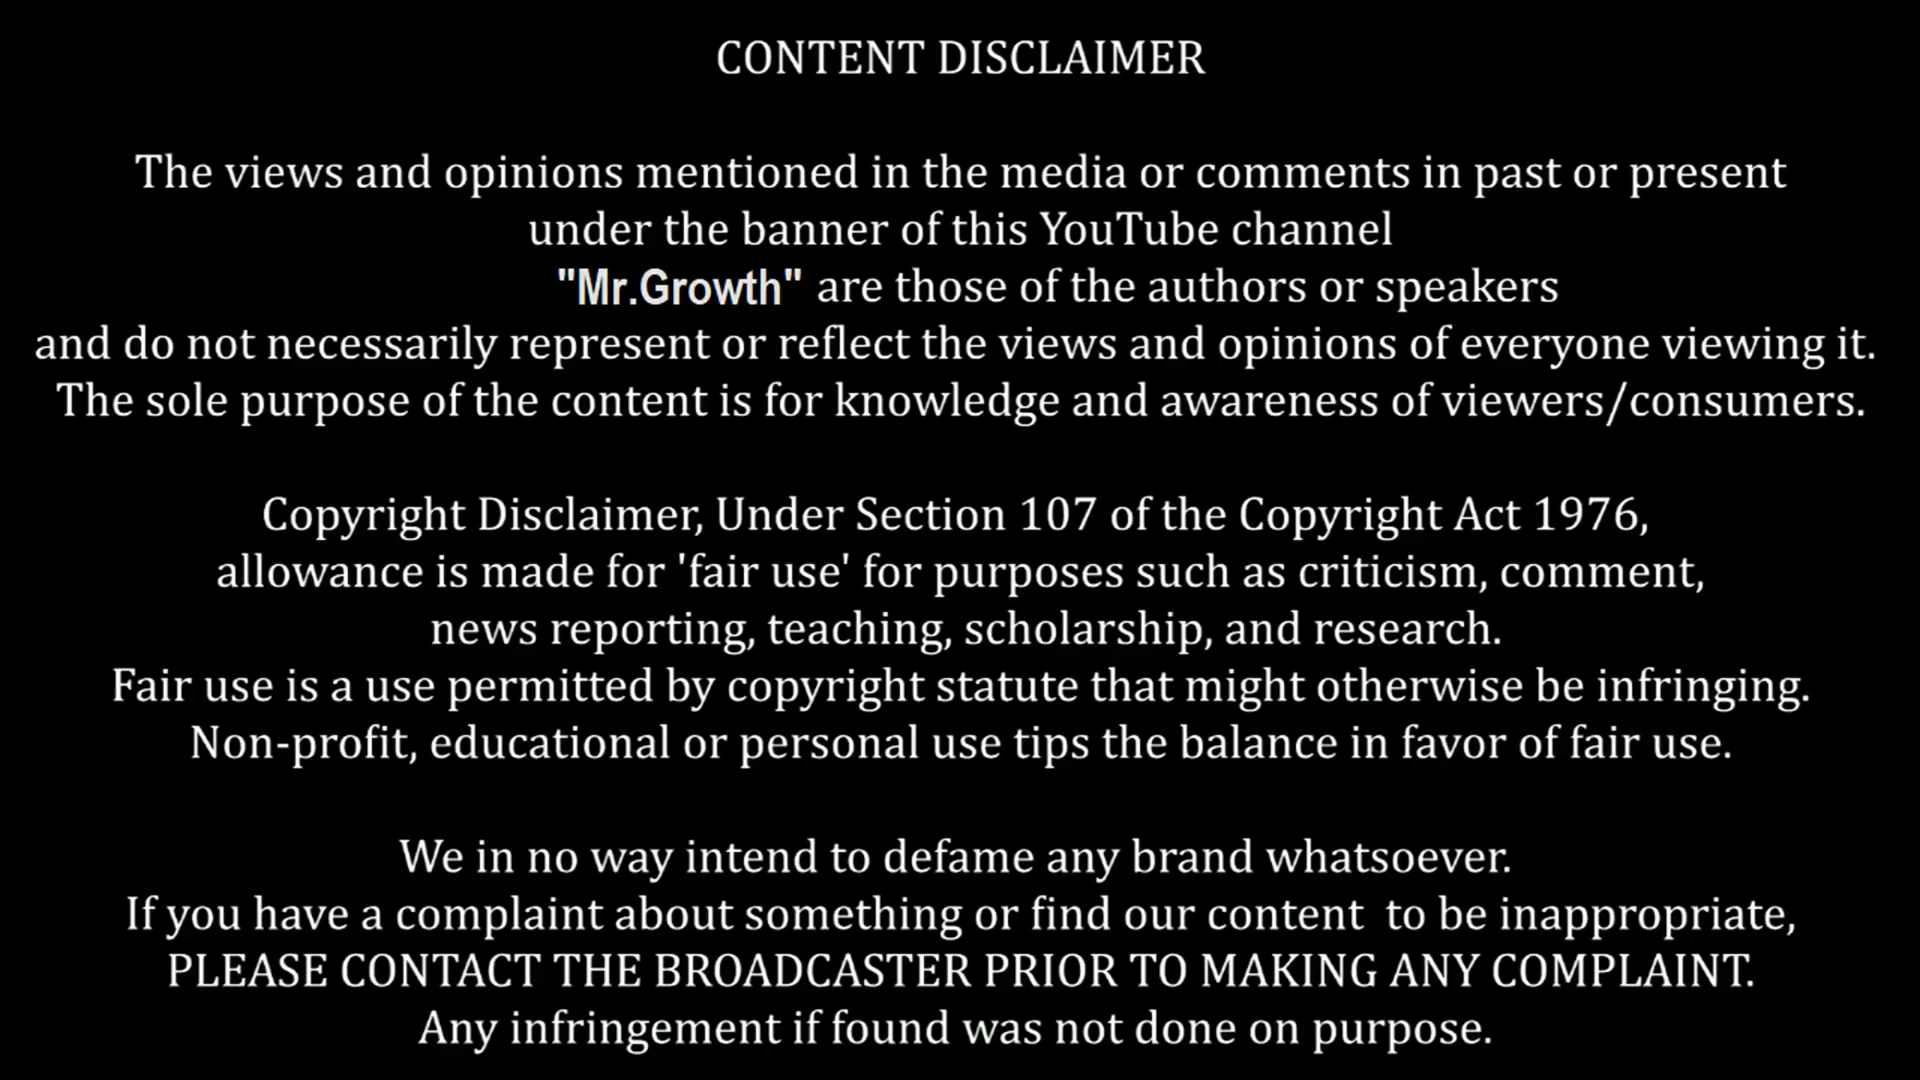 CONTENT DISCLAIMER
The views and opinions mentioned in the media or comments in past or present
under the banner of this YouTube channel
"Mr.Growth" are those of the authors or speakers
and do not necessarily represent or reflect the views and opinions of everyone viewing it.
The sole purpose of the content is for knowledge and awareness of viewers/consumers.
Copyright Disclaimer, Under Section 107 of the Copyright Act 1976,
allowance is made for 'fair use' for purposes such as criticism, comment,
news reporting, teaching, scholarship, and research.
Fair use is a use permitted by copyright statute that might otherwise be infringing.
Non-profit, educational or personal use tips the balance in favor of fair use.
We in no way intend to defame any brand whatsoever.
If you have a complaint about something or find our content  to be inappropriate,
PLEASE CONTACT THE BROADCASTER PRIOR TO MAKING ANY COMPLAINT.
Any infringement if found was not done on purpose.